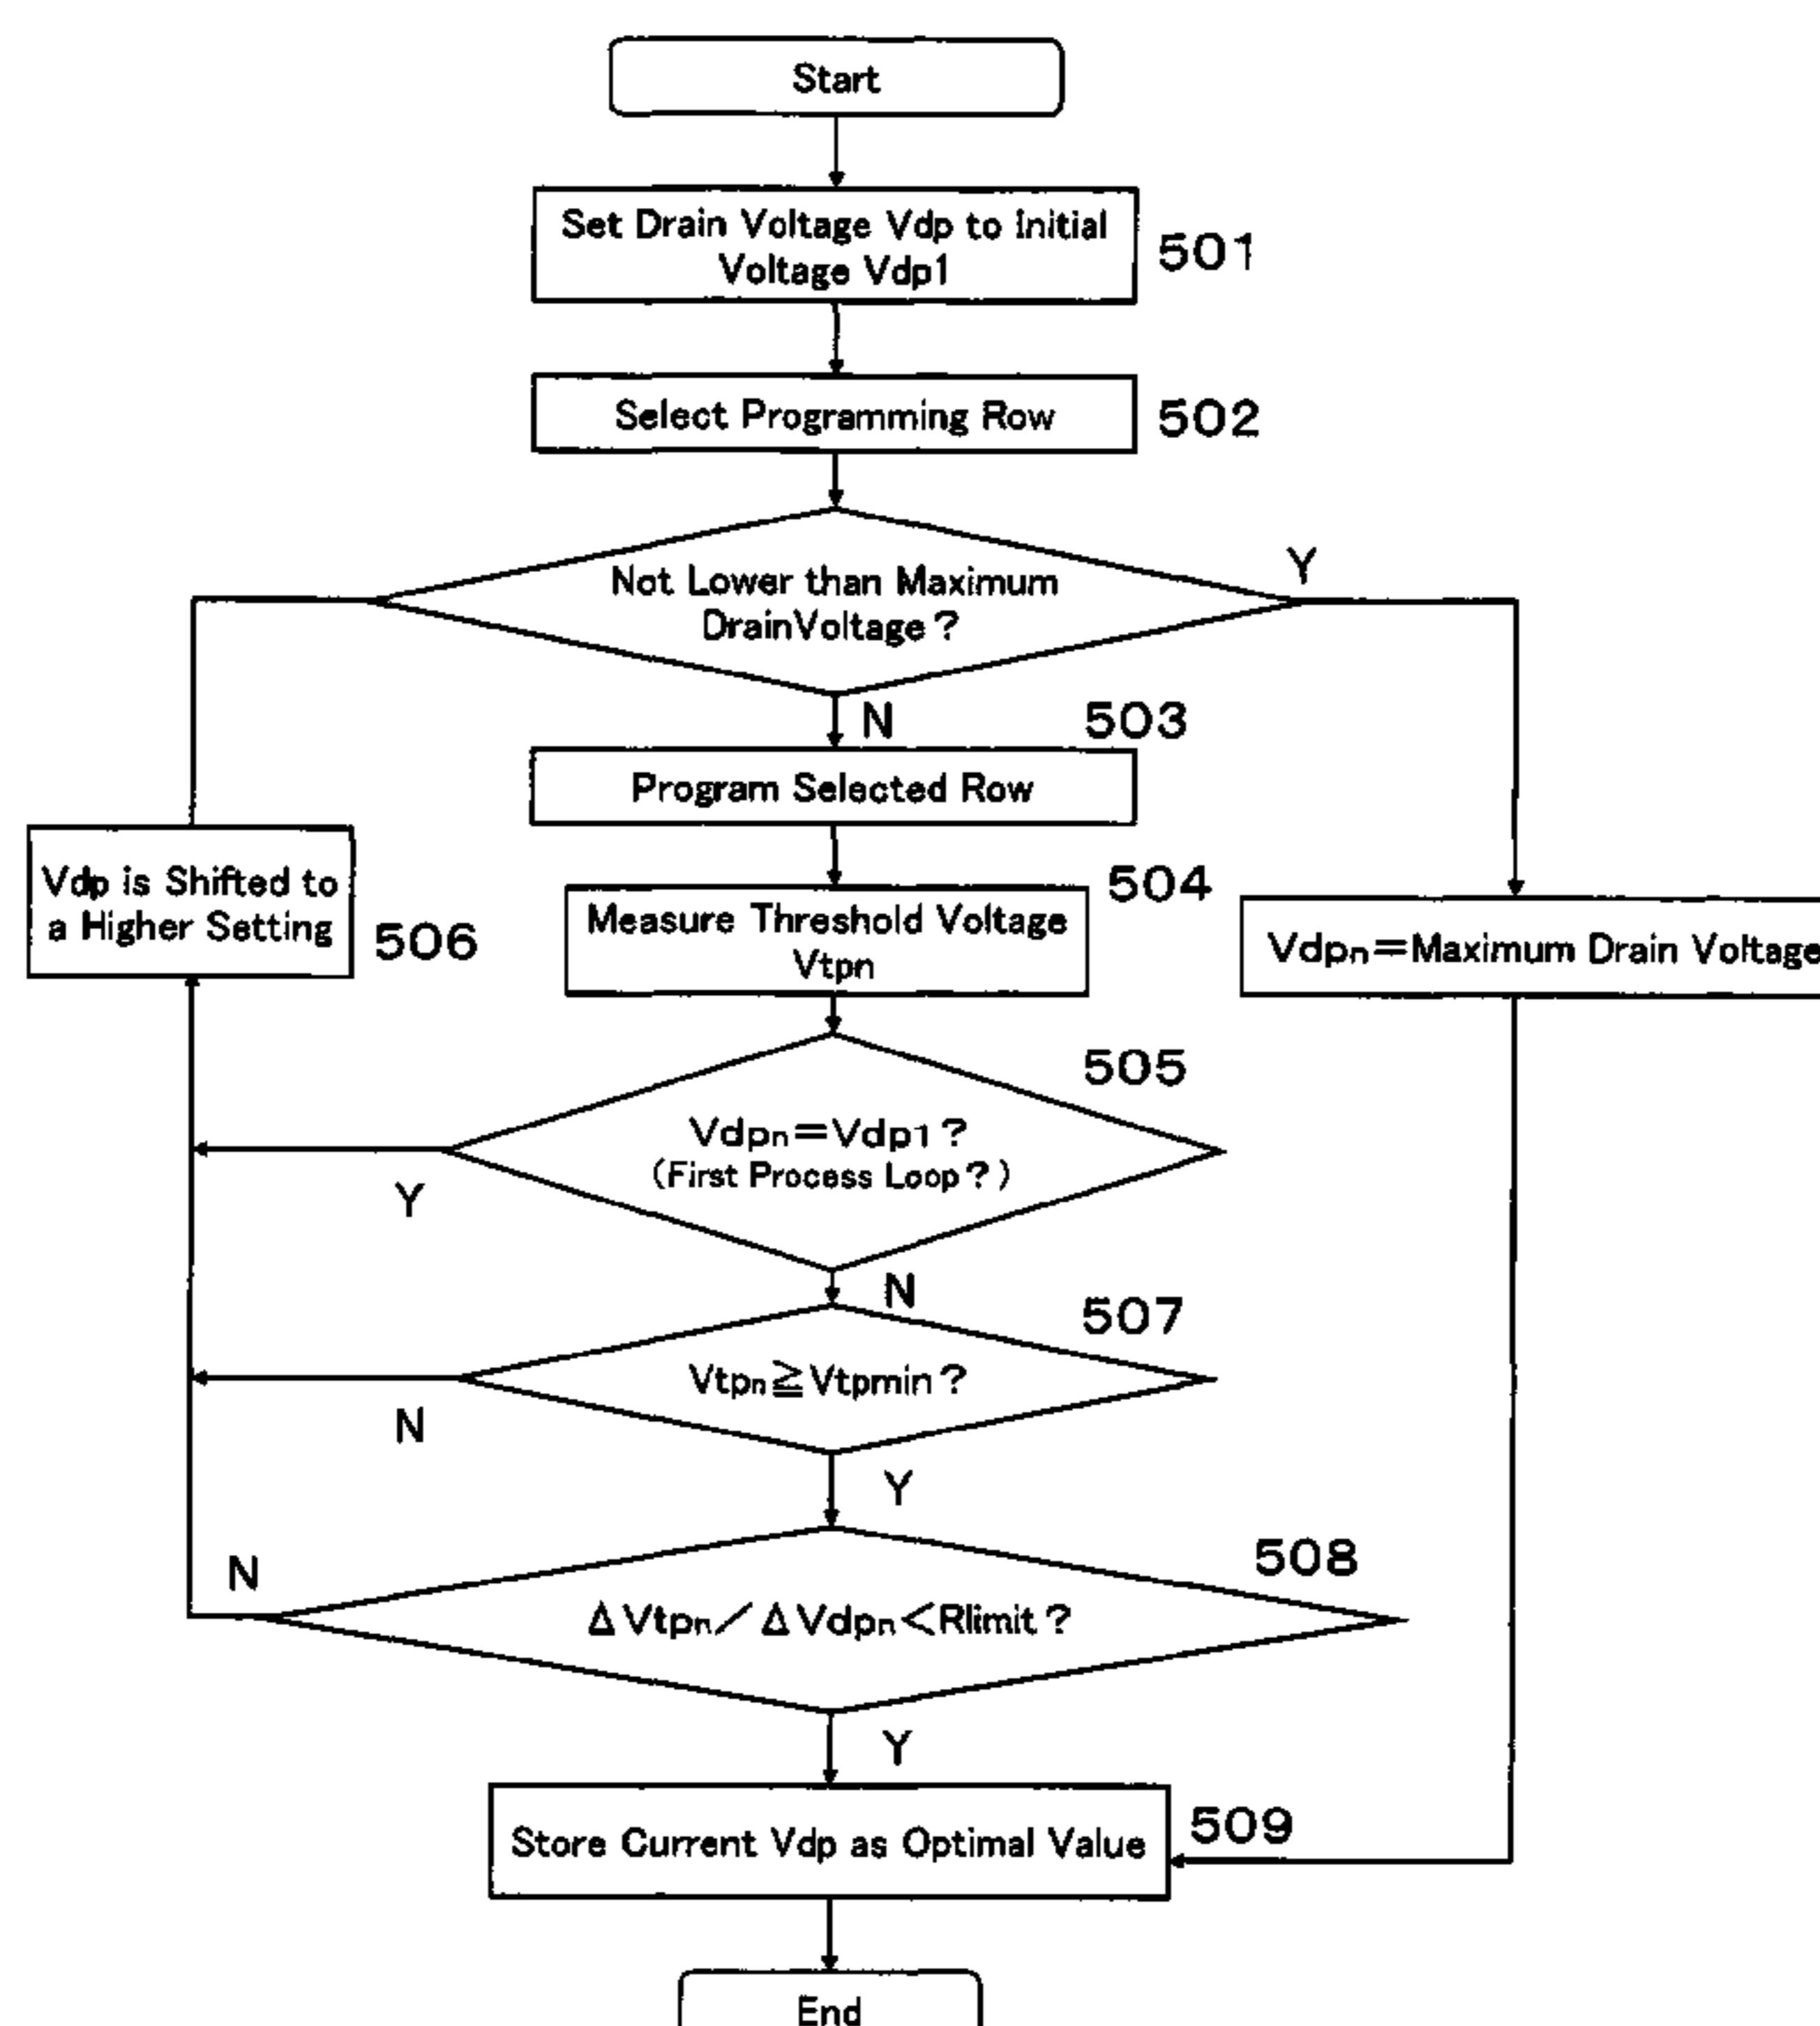 Start
Set Drain Voltage Vdp to Initial
Voltage Vdp1
501
Select Programming Row
502
Not Lower than Maximum
DrainVoltage?
Y
N
503
Program Selected Row
Vdp is Shifted to
a Higher Setting
506
504
Measure Threshold Voltage
Vtpn
Vdpn=Maximum Drain Voltage
505
Vdpn=Vdp1?
(First Process Loop?)
Y
N
507
Vtpn≧Vtpmin?
N
Y
508
N
ΔVtpn/ΔVdpn<Rlimit?
Y
Store Current Vdp as Optimal Value
509
End